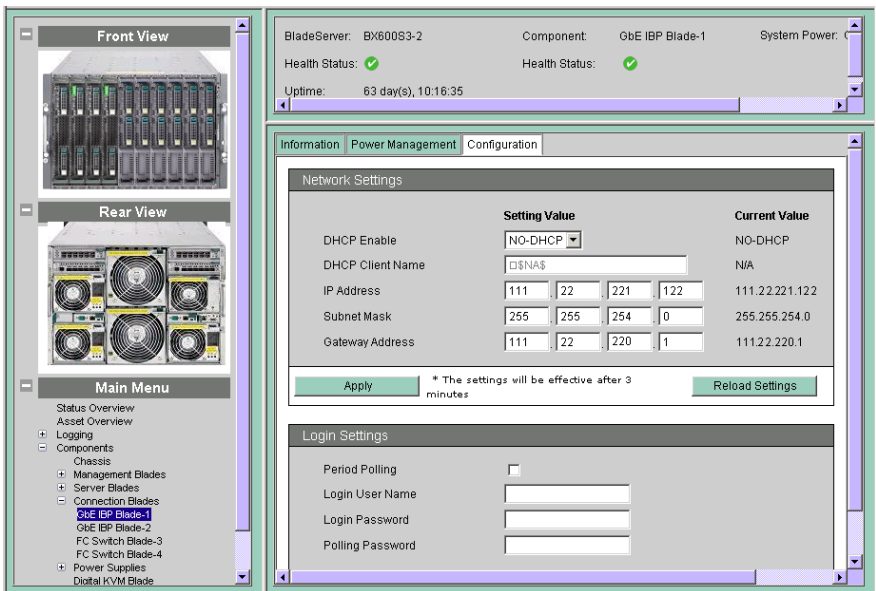 Front View
Rear View
Main Menu
Status Overview
Asset Overview
Logging
Components
Chassis
Management Blades
Server Blades
Connection Blades
GbE IBP Blade-1
GbE IBP Blade-2
FC Switch Blade-3
FC Switch Blade-4
Power Supplies
Digital KVM Blade
BladeServer: BX600S3-2 Component: GbE IBP Blade-1 System Power:
Health Status: Health Status:
Uptime: 63 day(s), 10:16:35
Information Power Management Configuration
Network Settings
Setting Value Current Value
DHCP Enable NO-DHCP NO-DHCP
DHCP Client Name □$NA$ N/A
IP Address 111 . 22 . 221 . 122 111.22.221.122
Subnet Mask 255 . 255 . 254 . 0 255.255.254.0
Gateway Address 111 . 22 . 220 . 1 111.22.220.1
Apply * The settings will be effective after 3 minutes Reload Settings
Login Settings
Period Polling
Login User Name
Login Password
Polling Password